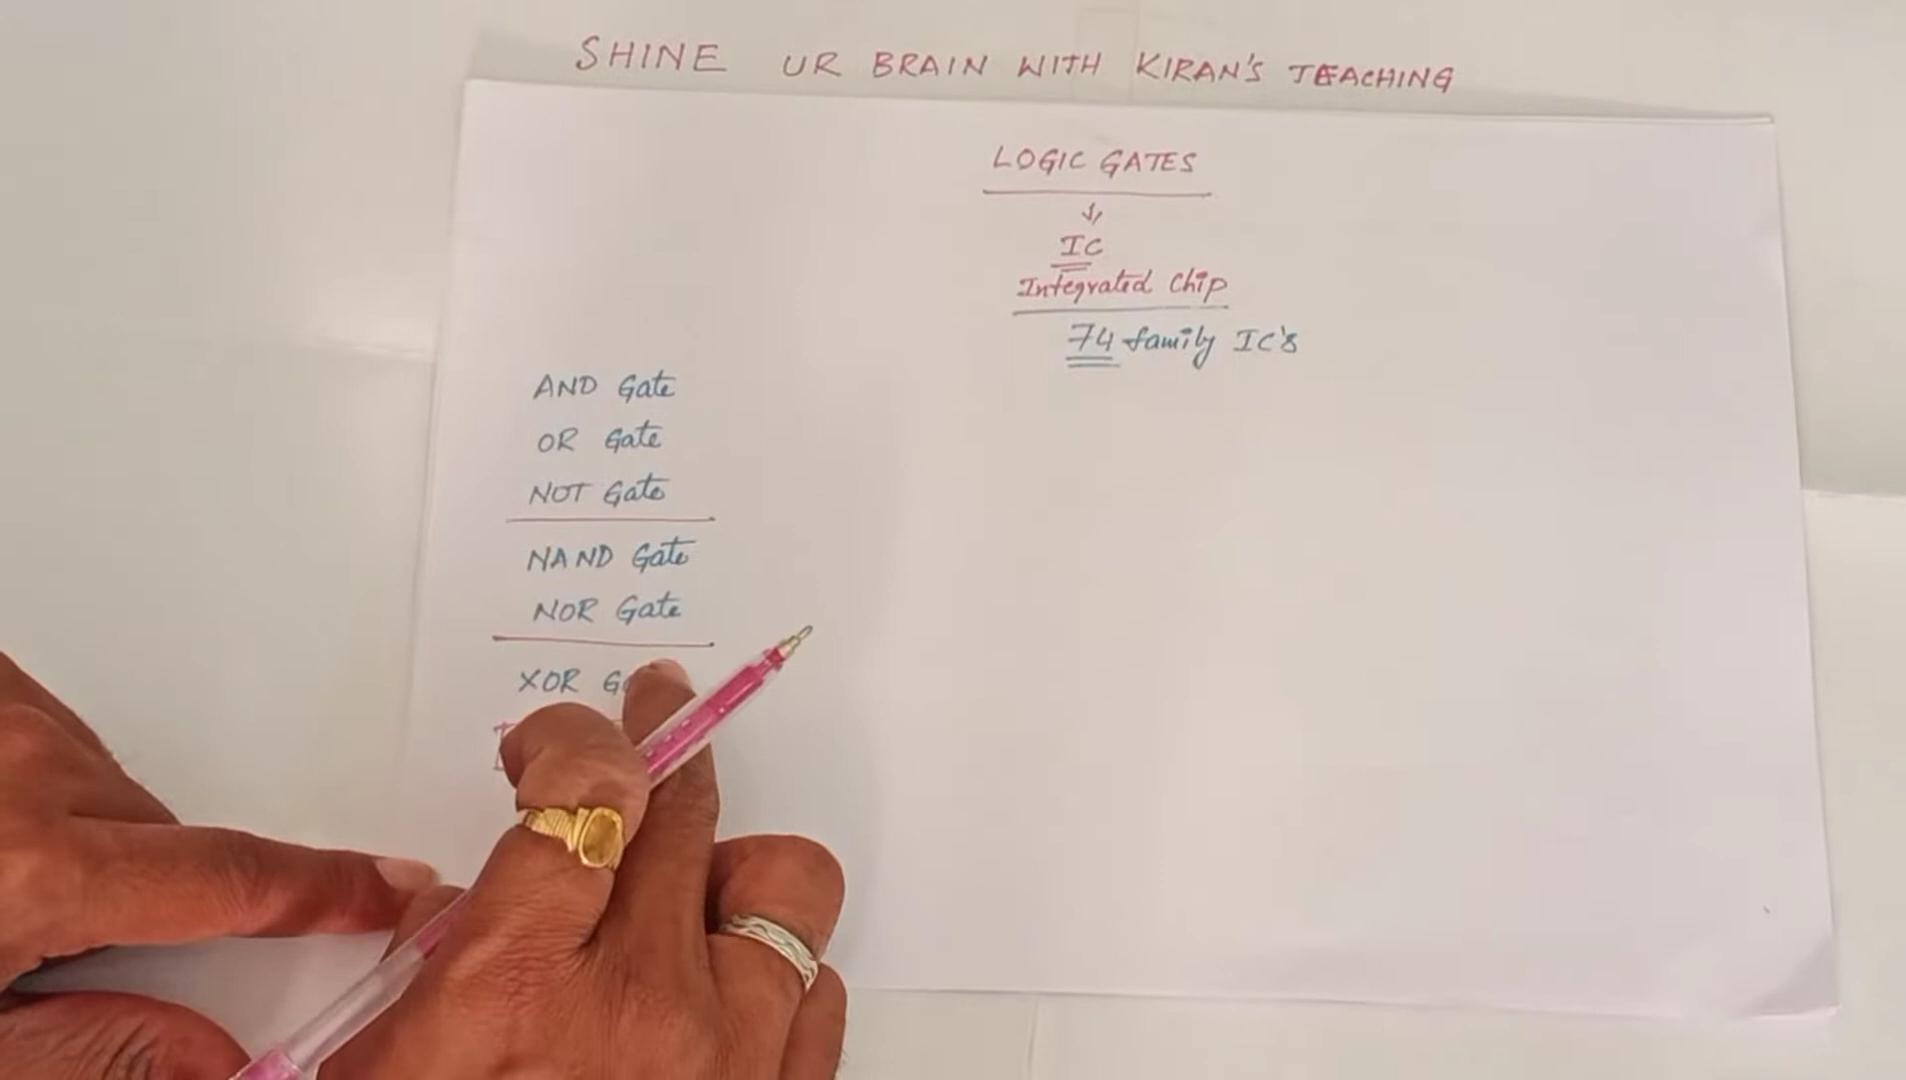 SHINE UR BRAIN WITH KIRAN'S TEACHING
LOGIC GATES
IC
Integrated Chip
74 family IC's
AND Gate
OR Gate
NOT Gate
NAND Gate
NOR Gate
XOR